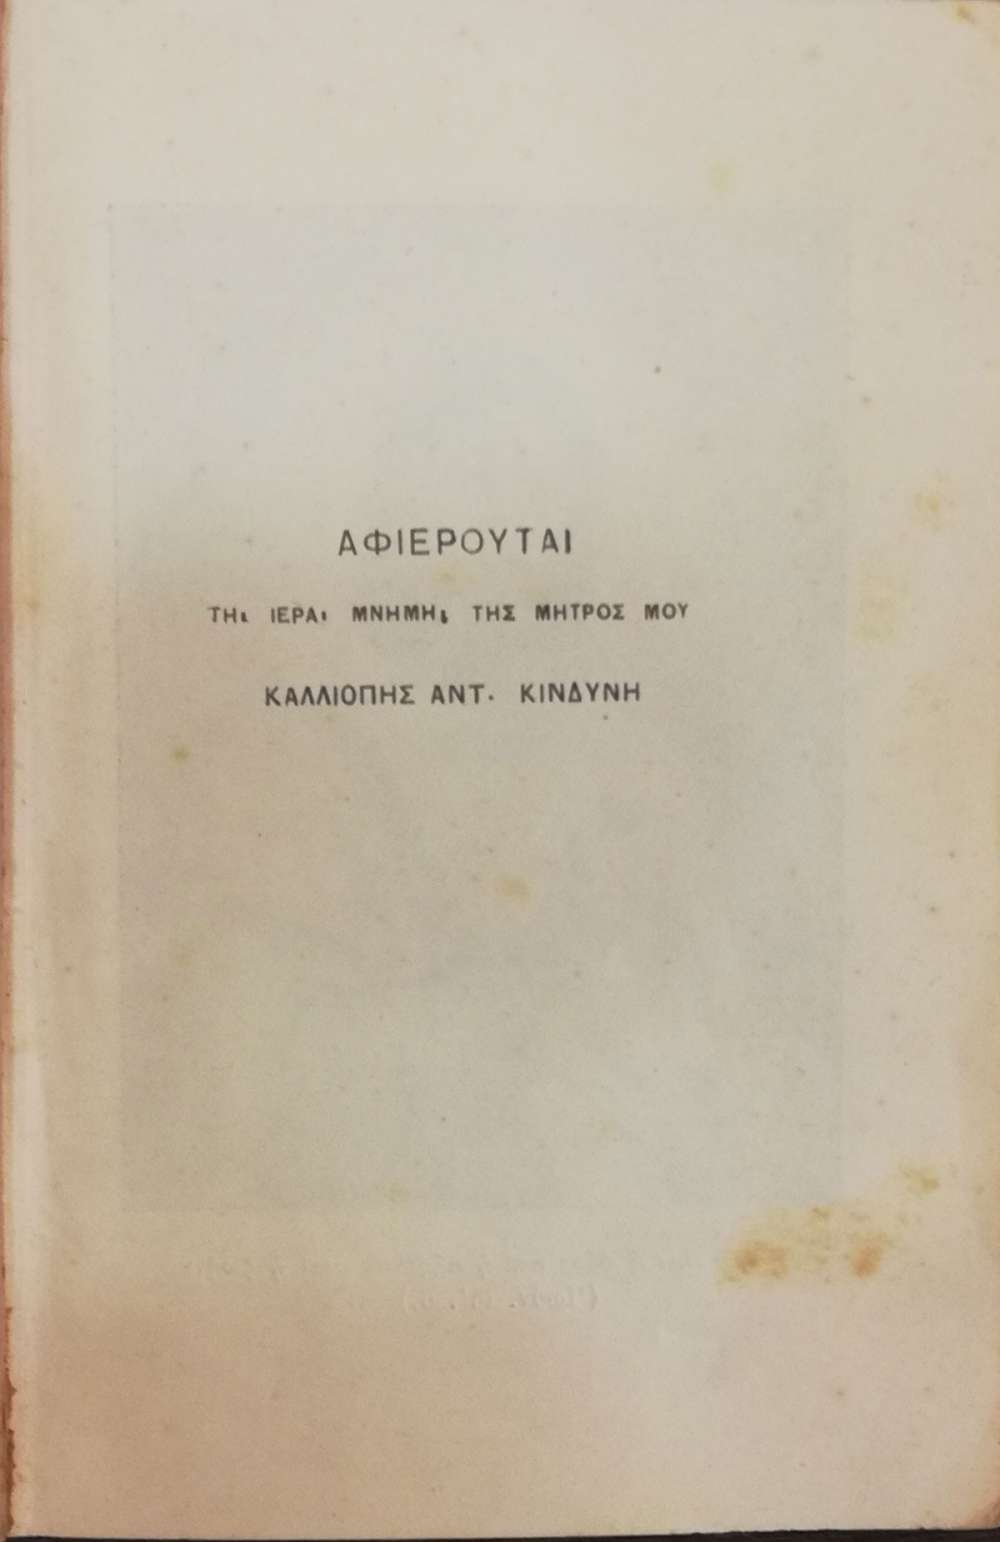 ΑΦΙΕΡΟΥΤΑΙ
ΤΗι ΙΕΡΑι ΜΝΗΜΗι ΤΗΣ ΜΗΤΡΟΣ ΜΟΥ
ΚΑΛΛΙΟΠΗΣ ΑΝΤ. ΚΙΝΔΥΝΗ